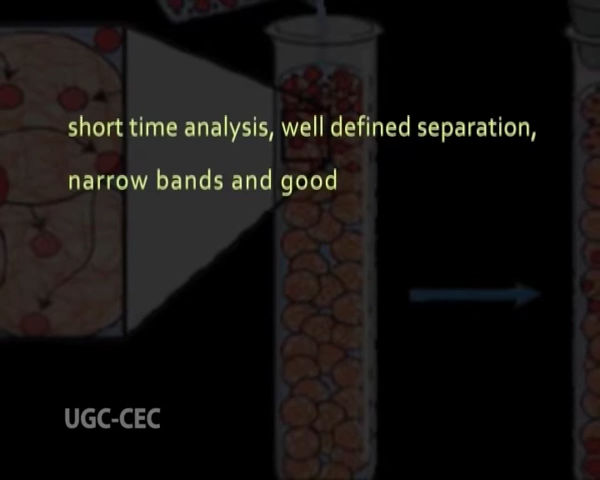 short time analysis, well defined separation,
narrow bands and good
UGC-CEC